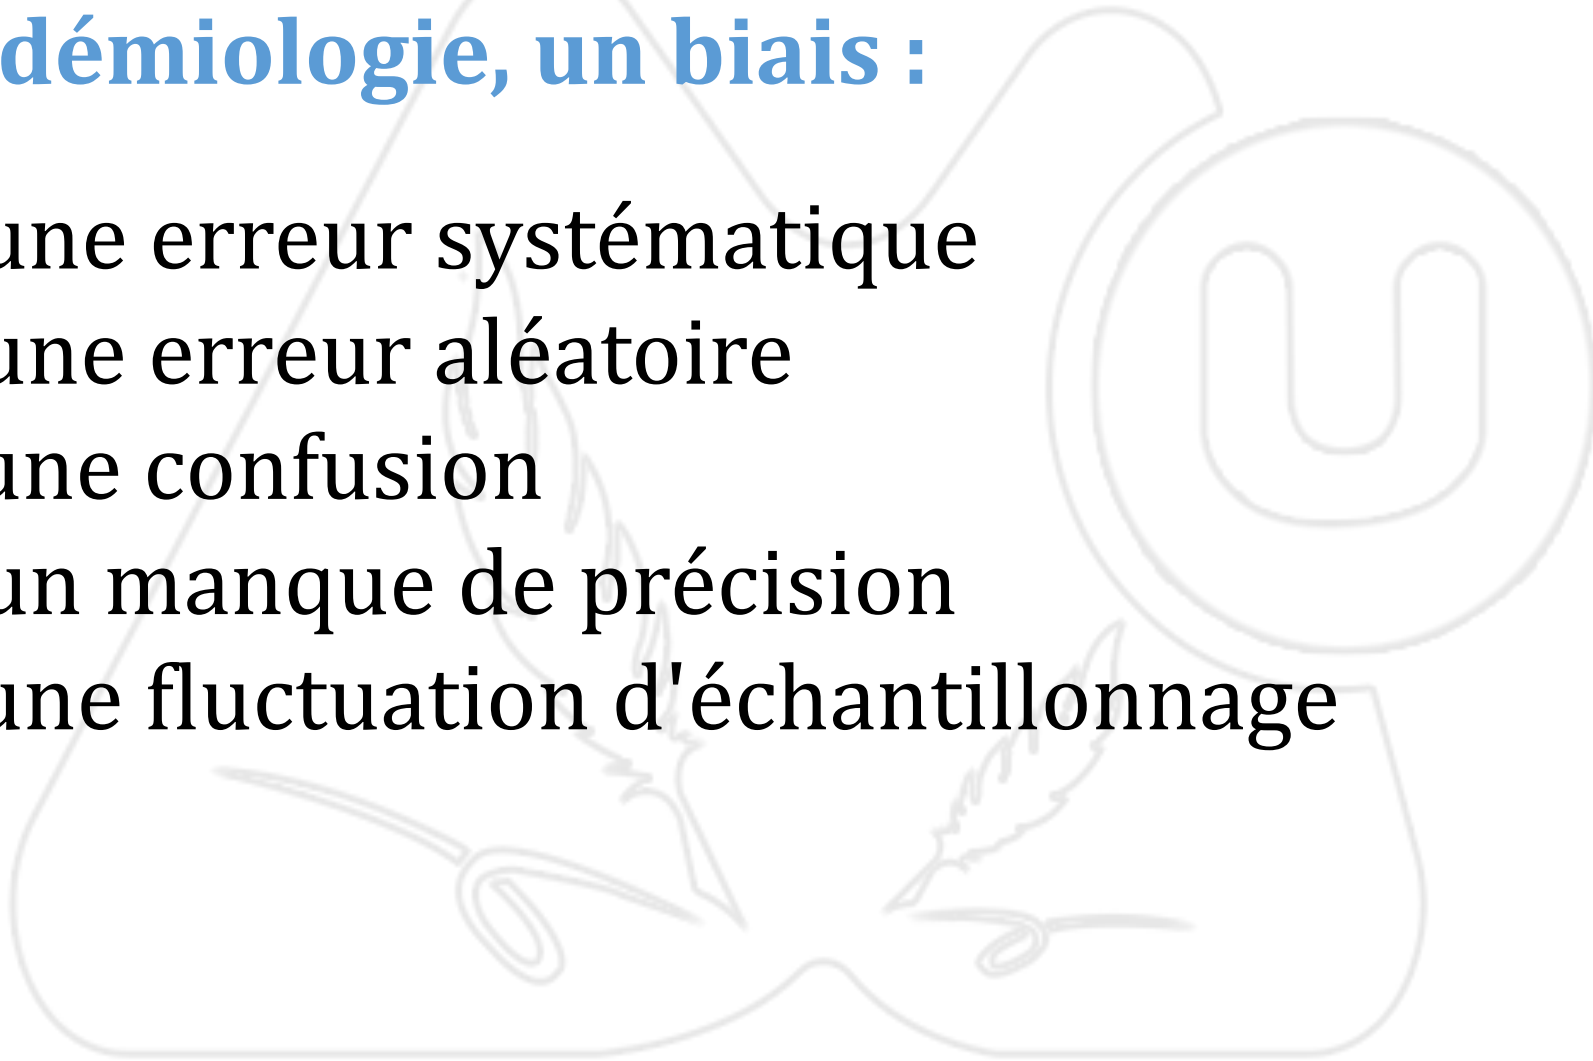 démiologie, un biais :
une erreur systématique
une erreur aléatoire
une confusion
un manque de précision
une fluctuation d'échantillonnage
U